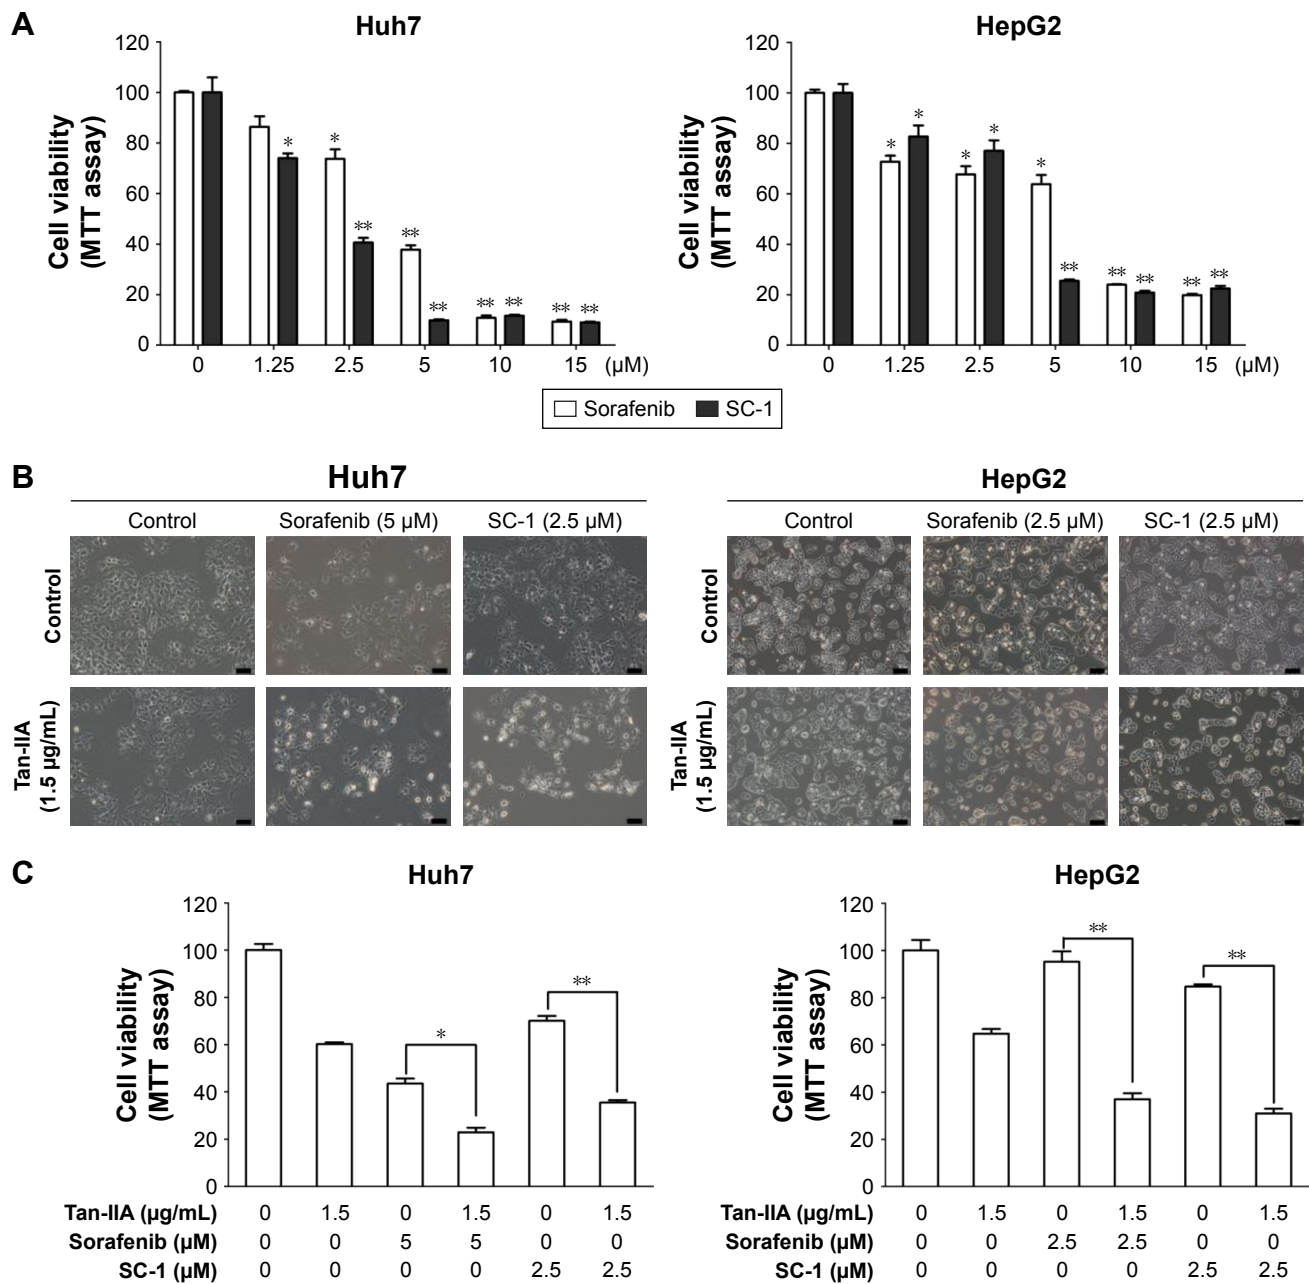 A
Huh7
HepG2
Cell viability
(MTT assay)
120
100
80
60
40
20
0
* * ** ** ** ** ** ** **
0 1.25 2.5 5 10 15 (µM)
Cell viability
(MTT assay)
120
100
80
60
40
20
0
* * * * * ** ** ** ** **
0 1.25 2.5 5 10 15 (µM)
Sorafenib SC-1
B
Huh7
HepG2
Control Sorafenib (5 µM) SC-1 (2.5 µM)
Control Sorafenib (2.5 µM) SC-1 (2.5 µM)
Control
Control
Tan-IIA
(1.5 µg/mL)
Tan-IIA
(1.5 µg/mL)
C
Huh7
HepG2
Cell viability
(MTT assay)
120
100
80
60
40
20
0
* **
Tan-IIA (µg/mL) 0 1.5 0 1.5 0 1.5
Sorafenib (µM) 0 0 5 5 0 0
SC-1 (µM) 0 0 0 0 2.5 2.5
Cell viability
(MTT assay)
120
100
80
60
40
20
0
** **
Tan-IIA (µg/mL) 0 1.5 0 1.5 0 1.5
Sorafenib (µM) 0 0 2.5 2.5 0 0
SC-1 (µM) 0 0 0 0 2.5 2.5